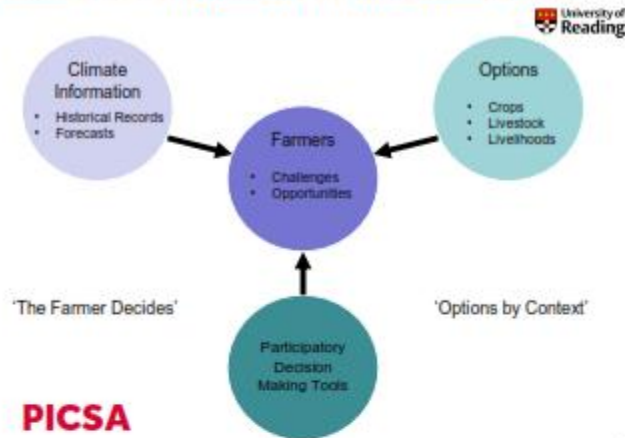 University of
Reading
Climate
Information
• Historical Records
• Forecasts
Options
• Crops
• Livestock
• Livelihoods
Farmers
• Challenges
• Opportunities
'The Farmer Decides'
'Options by Context'
Participatory
Decision
Making Tools
PICSA